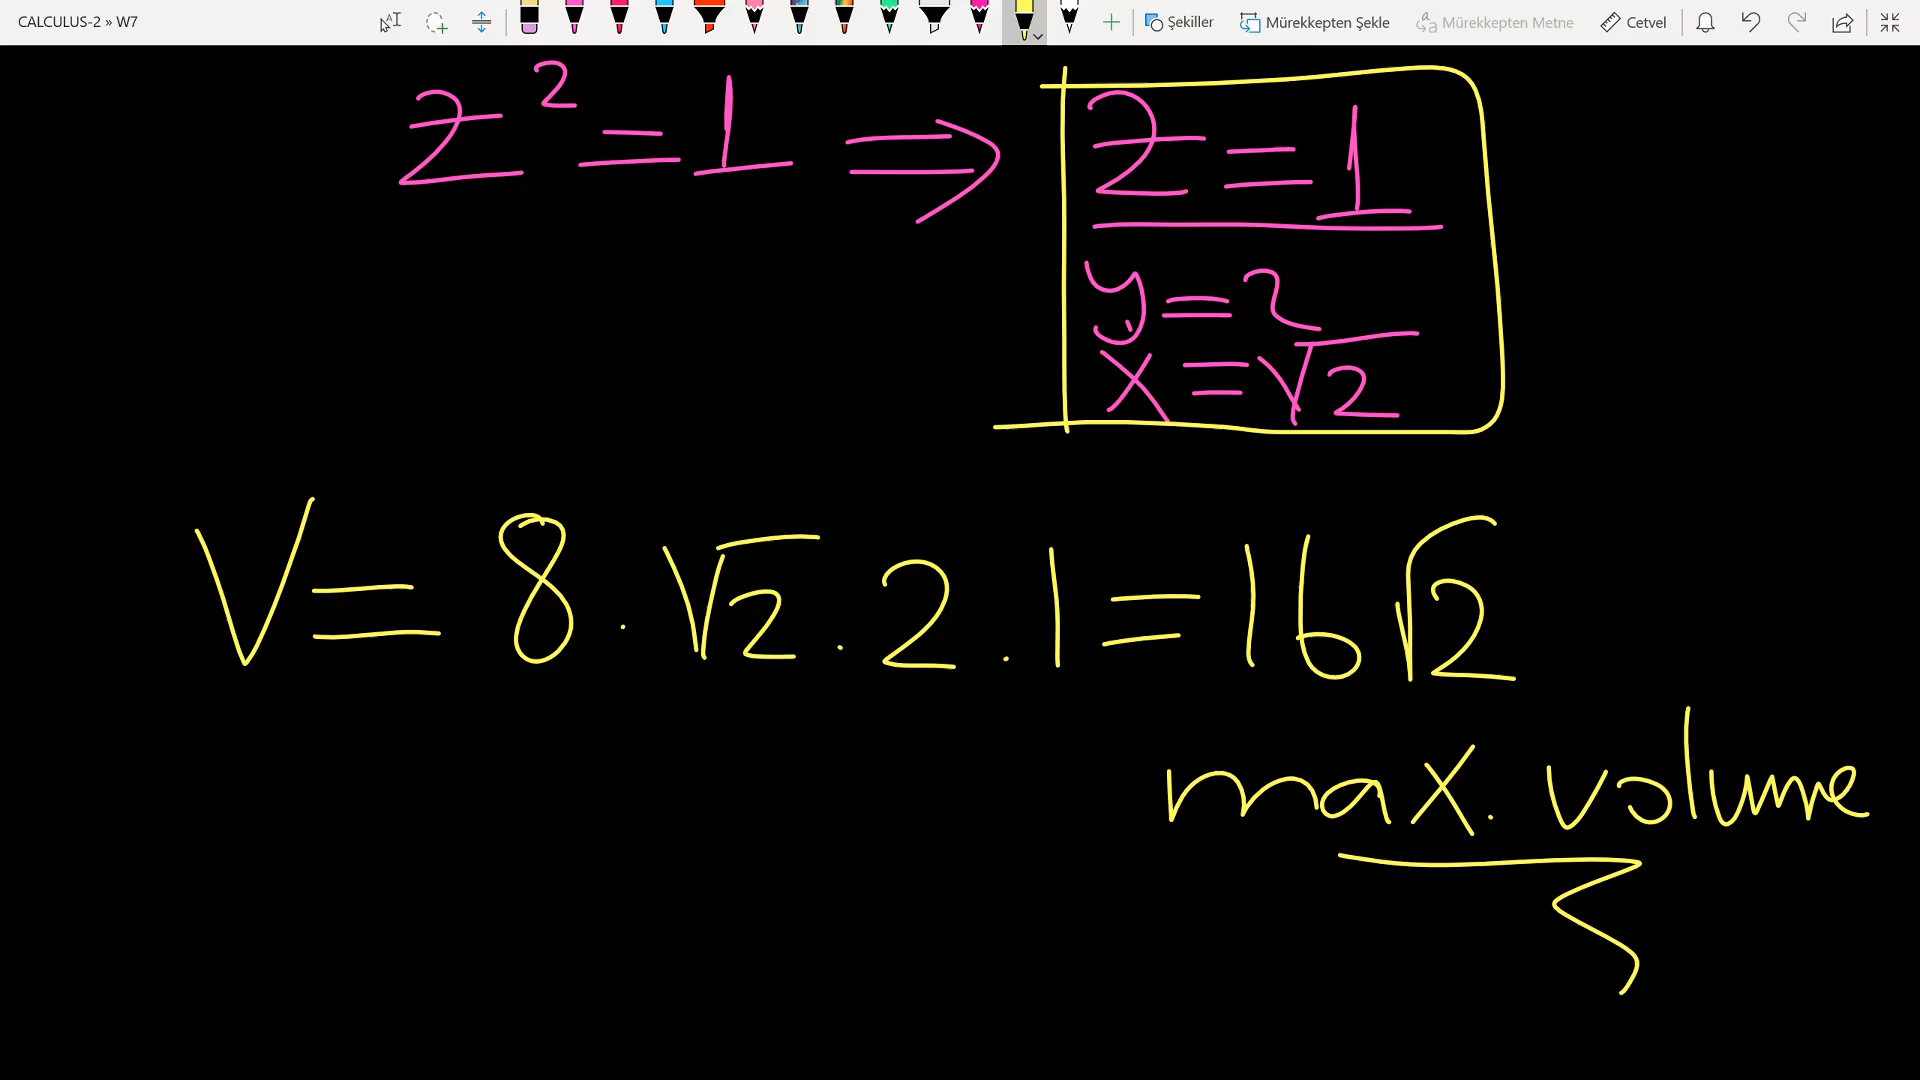 CALCULUS-2 » W7
Şekiller
Mürekkepten Şekle
Mürekkepten Metne
Cetvel
z² = 1 ⇒ z = 1
y = 2
x = √2
V = 8 . √2 . 2 . 1 = 16√2
max. volume